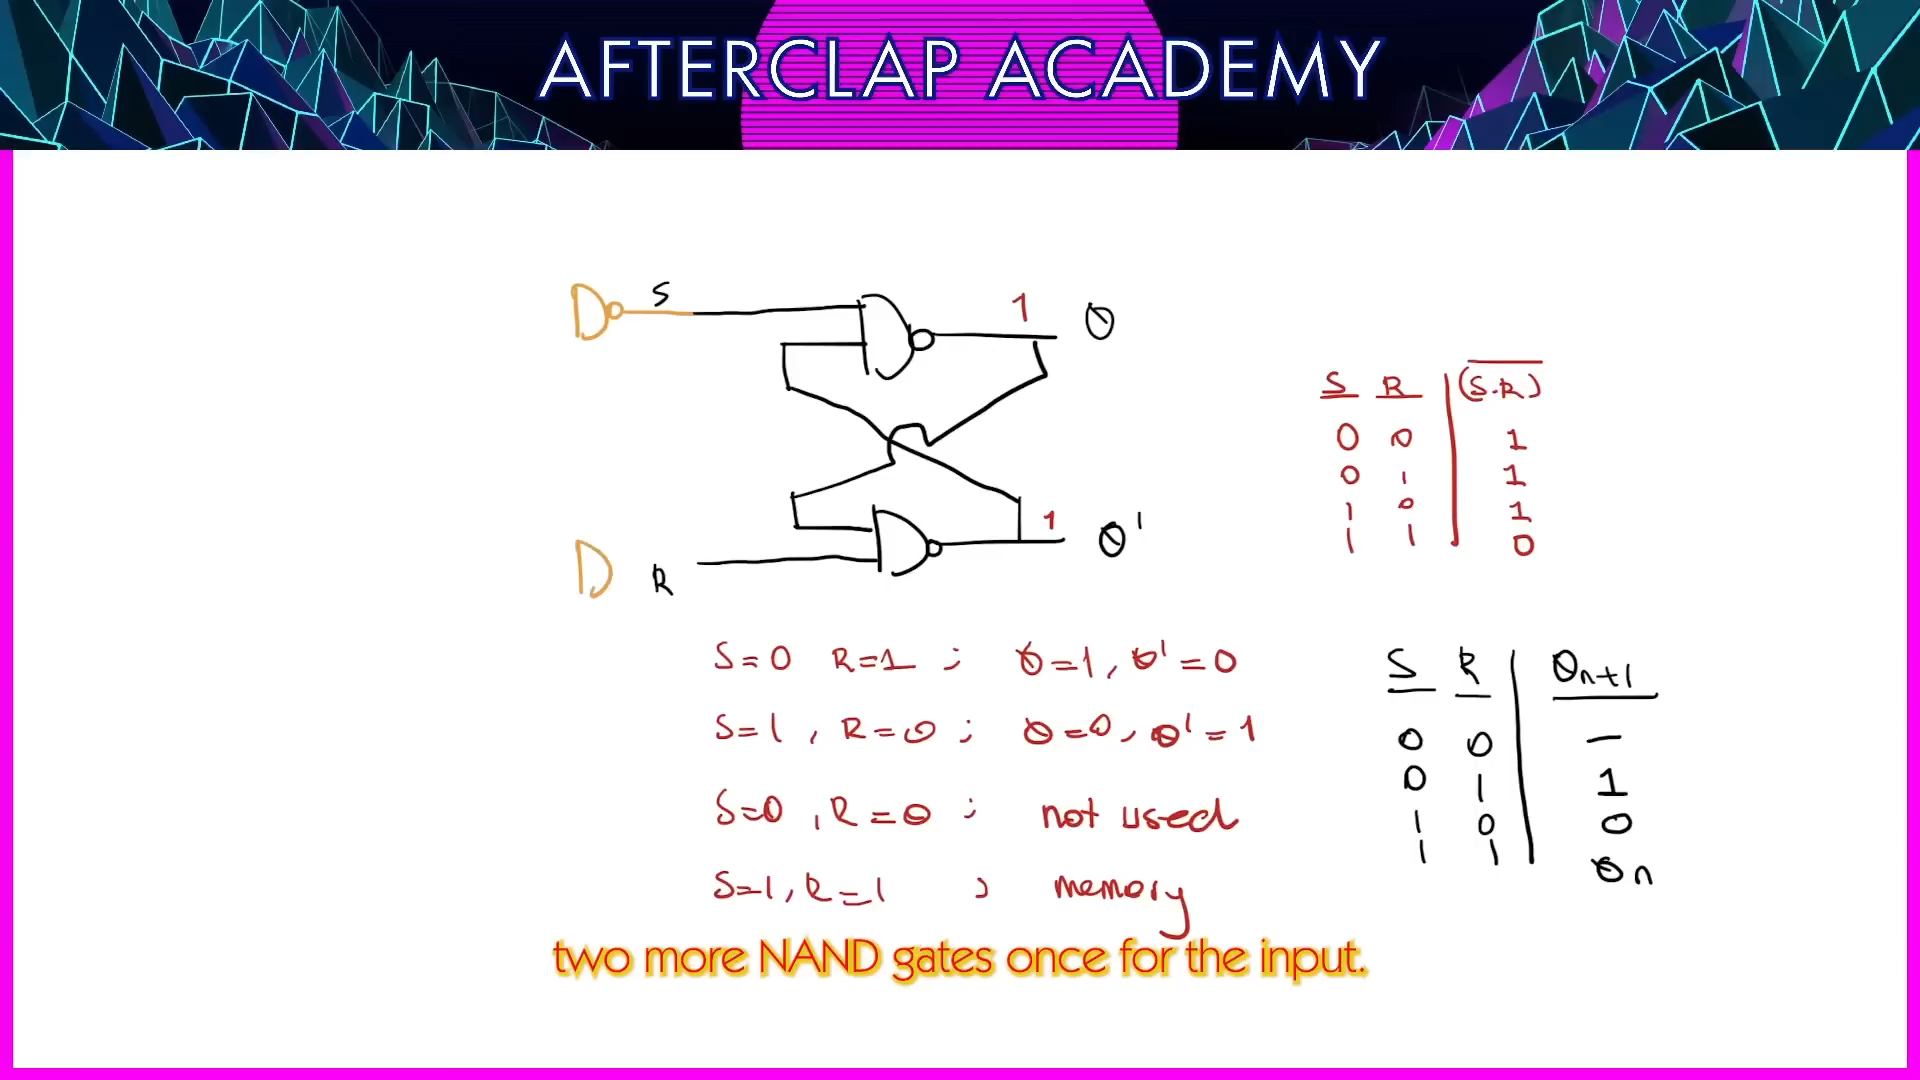 AFTERCLAP ACADEMY
S
1
Q
1
Q'
R
S R (S.R)
0 0 1
0 1 1
1 0 1
1 1 0
S=0 R=1 ; Q=1, Q'=0
S=1, R=0 ; Q=0, Q'=1
S=0, R=0 ; not used
S=1, R=1 ; memory
S R Qn+1
0 0 —
0 1 1
1 0 0
1 1 Qn
two more NAND gates once for the input.